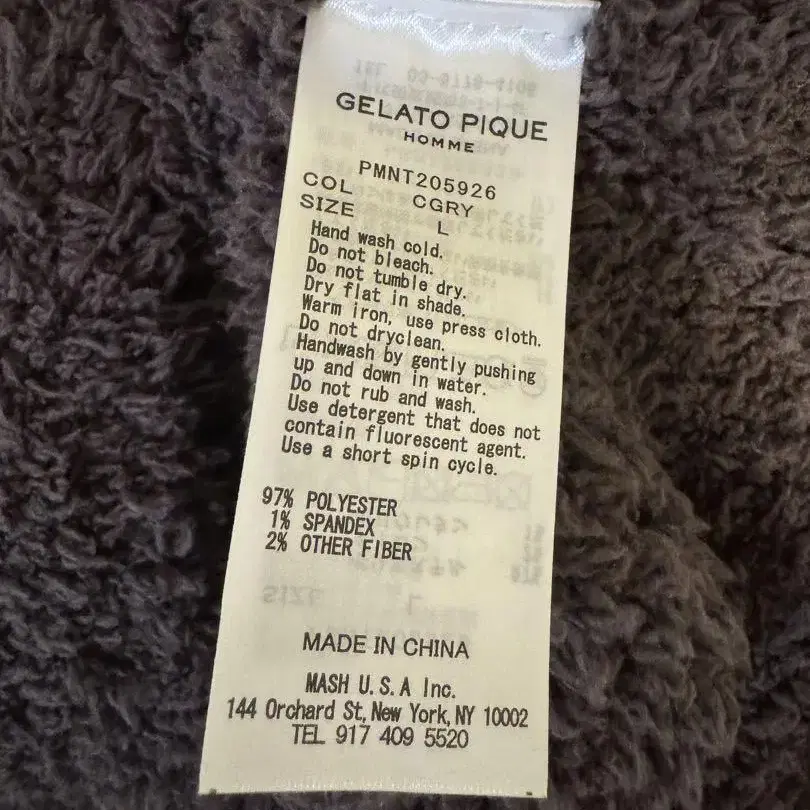 GELATO PIQUE
HOMME
PMNT205926
COL CGRY
SIZE L
Hand wash cold.
Do not bleach.
Do not tumble dry.
Dry flat in shade.
Warm iron, use press cloth.
Do not dryclean.
Handwash by gently pushing
up and down in water.
Do not rub and wash.
Use detergent that does not
contain fluorescent agent.
Use a short spin cycle.
97% POLYESTER
1% SPANDEX
2% OTHER FIBER
MADE IN CHINA
MASH U.S.A Inc.
144 Orchard St, New York, NY 10002
TEL 917 409 5520